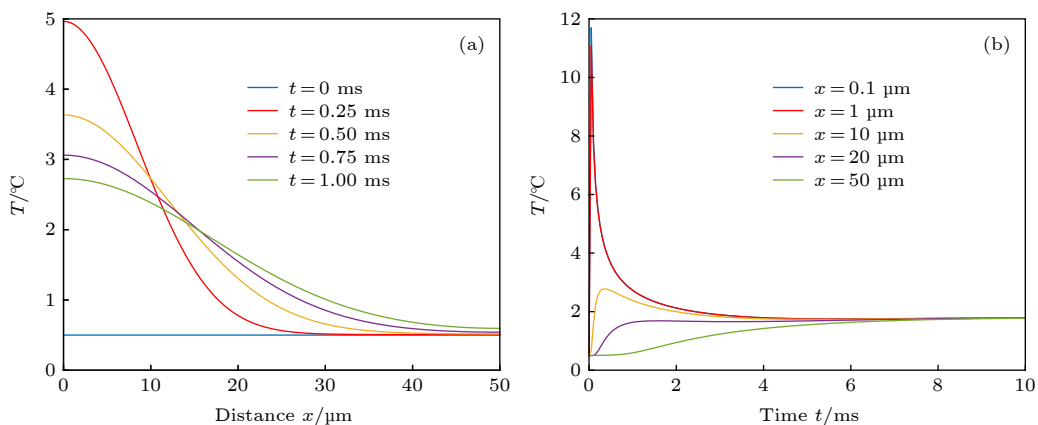 (a)
5
4
3
2
1
0
T/℃
0 10 20 30 40 50
Distance x/µm
t=0 ms
t=0.25 ms
t=0.50 ms
t=0.75 ms
t=1.00 ms
(b)
12
10
8
6
4
2
0
T/℃
0 2 4 6 8 10
Time t/ms
x=0.1 µm
x=1 µm
x=10 µm
x=20 µm
x=50 µm